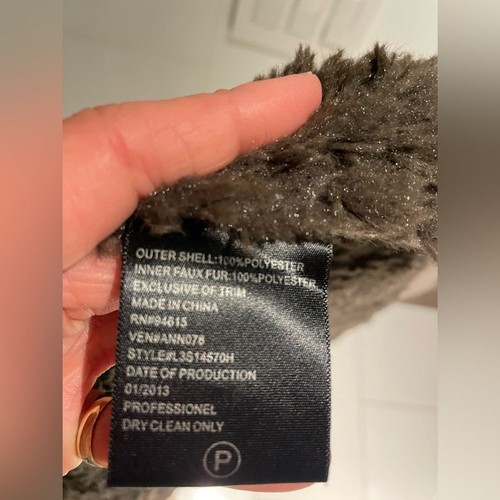 OUTER SHELL:100%POLYESTER
INNER FAUX FUR:100%POLYESTER
EXCLUSIVE OF TRIM
MADE IN CHINA
RN#94615
VEN#ANN076
STYLE#L3S14570H
DATE OF PRODUCTION
01/2013
PROFESSIONEL
DRY CLEAN ONLY
P